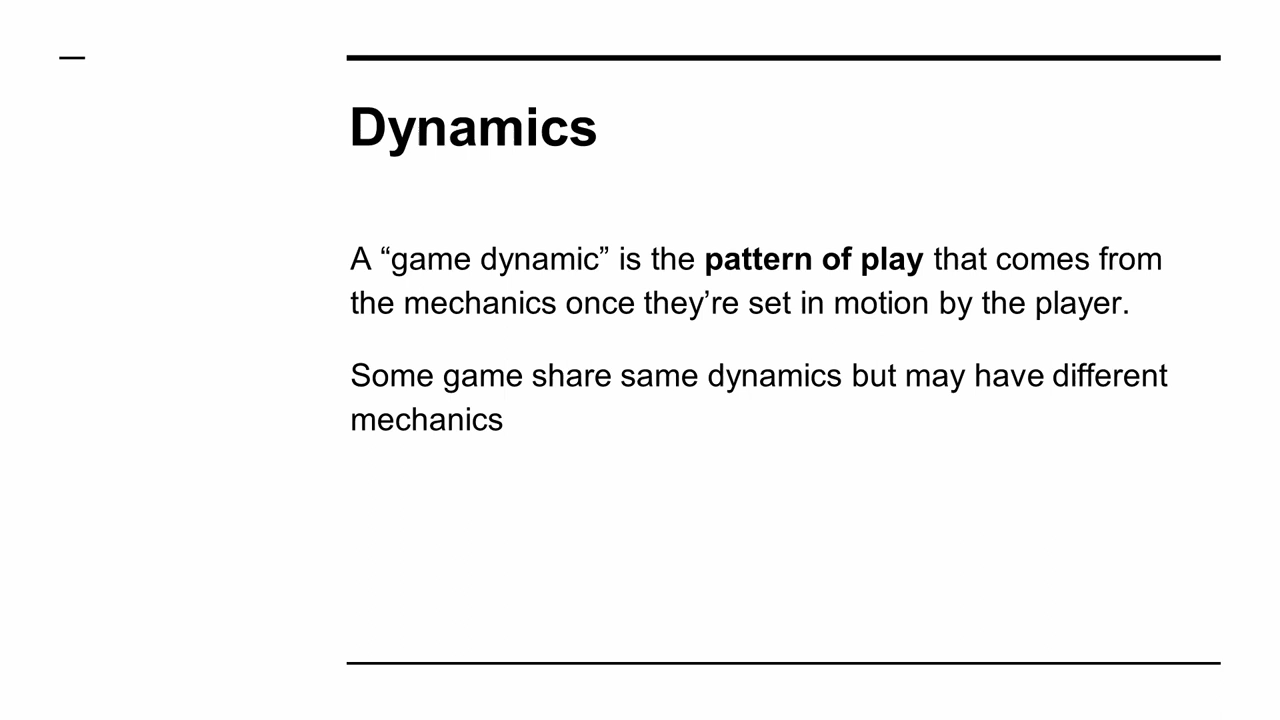 Dynamics
A “game dynamic” is the pattern of play that comes from
the mechanics once they’re set in motion by the player.
Some game share same dynamics but may have different
mechanics